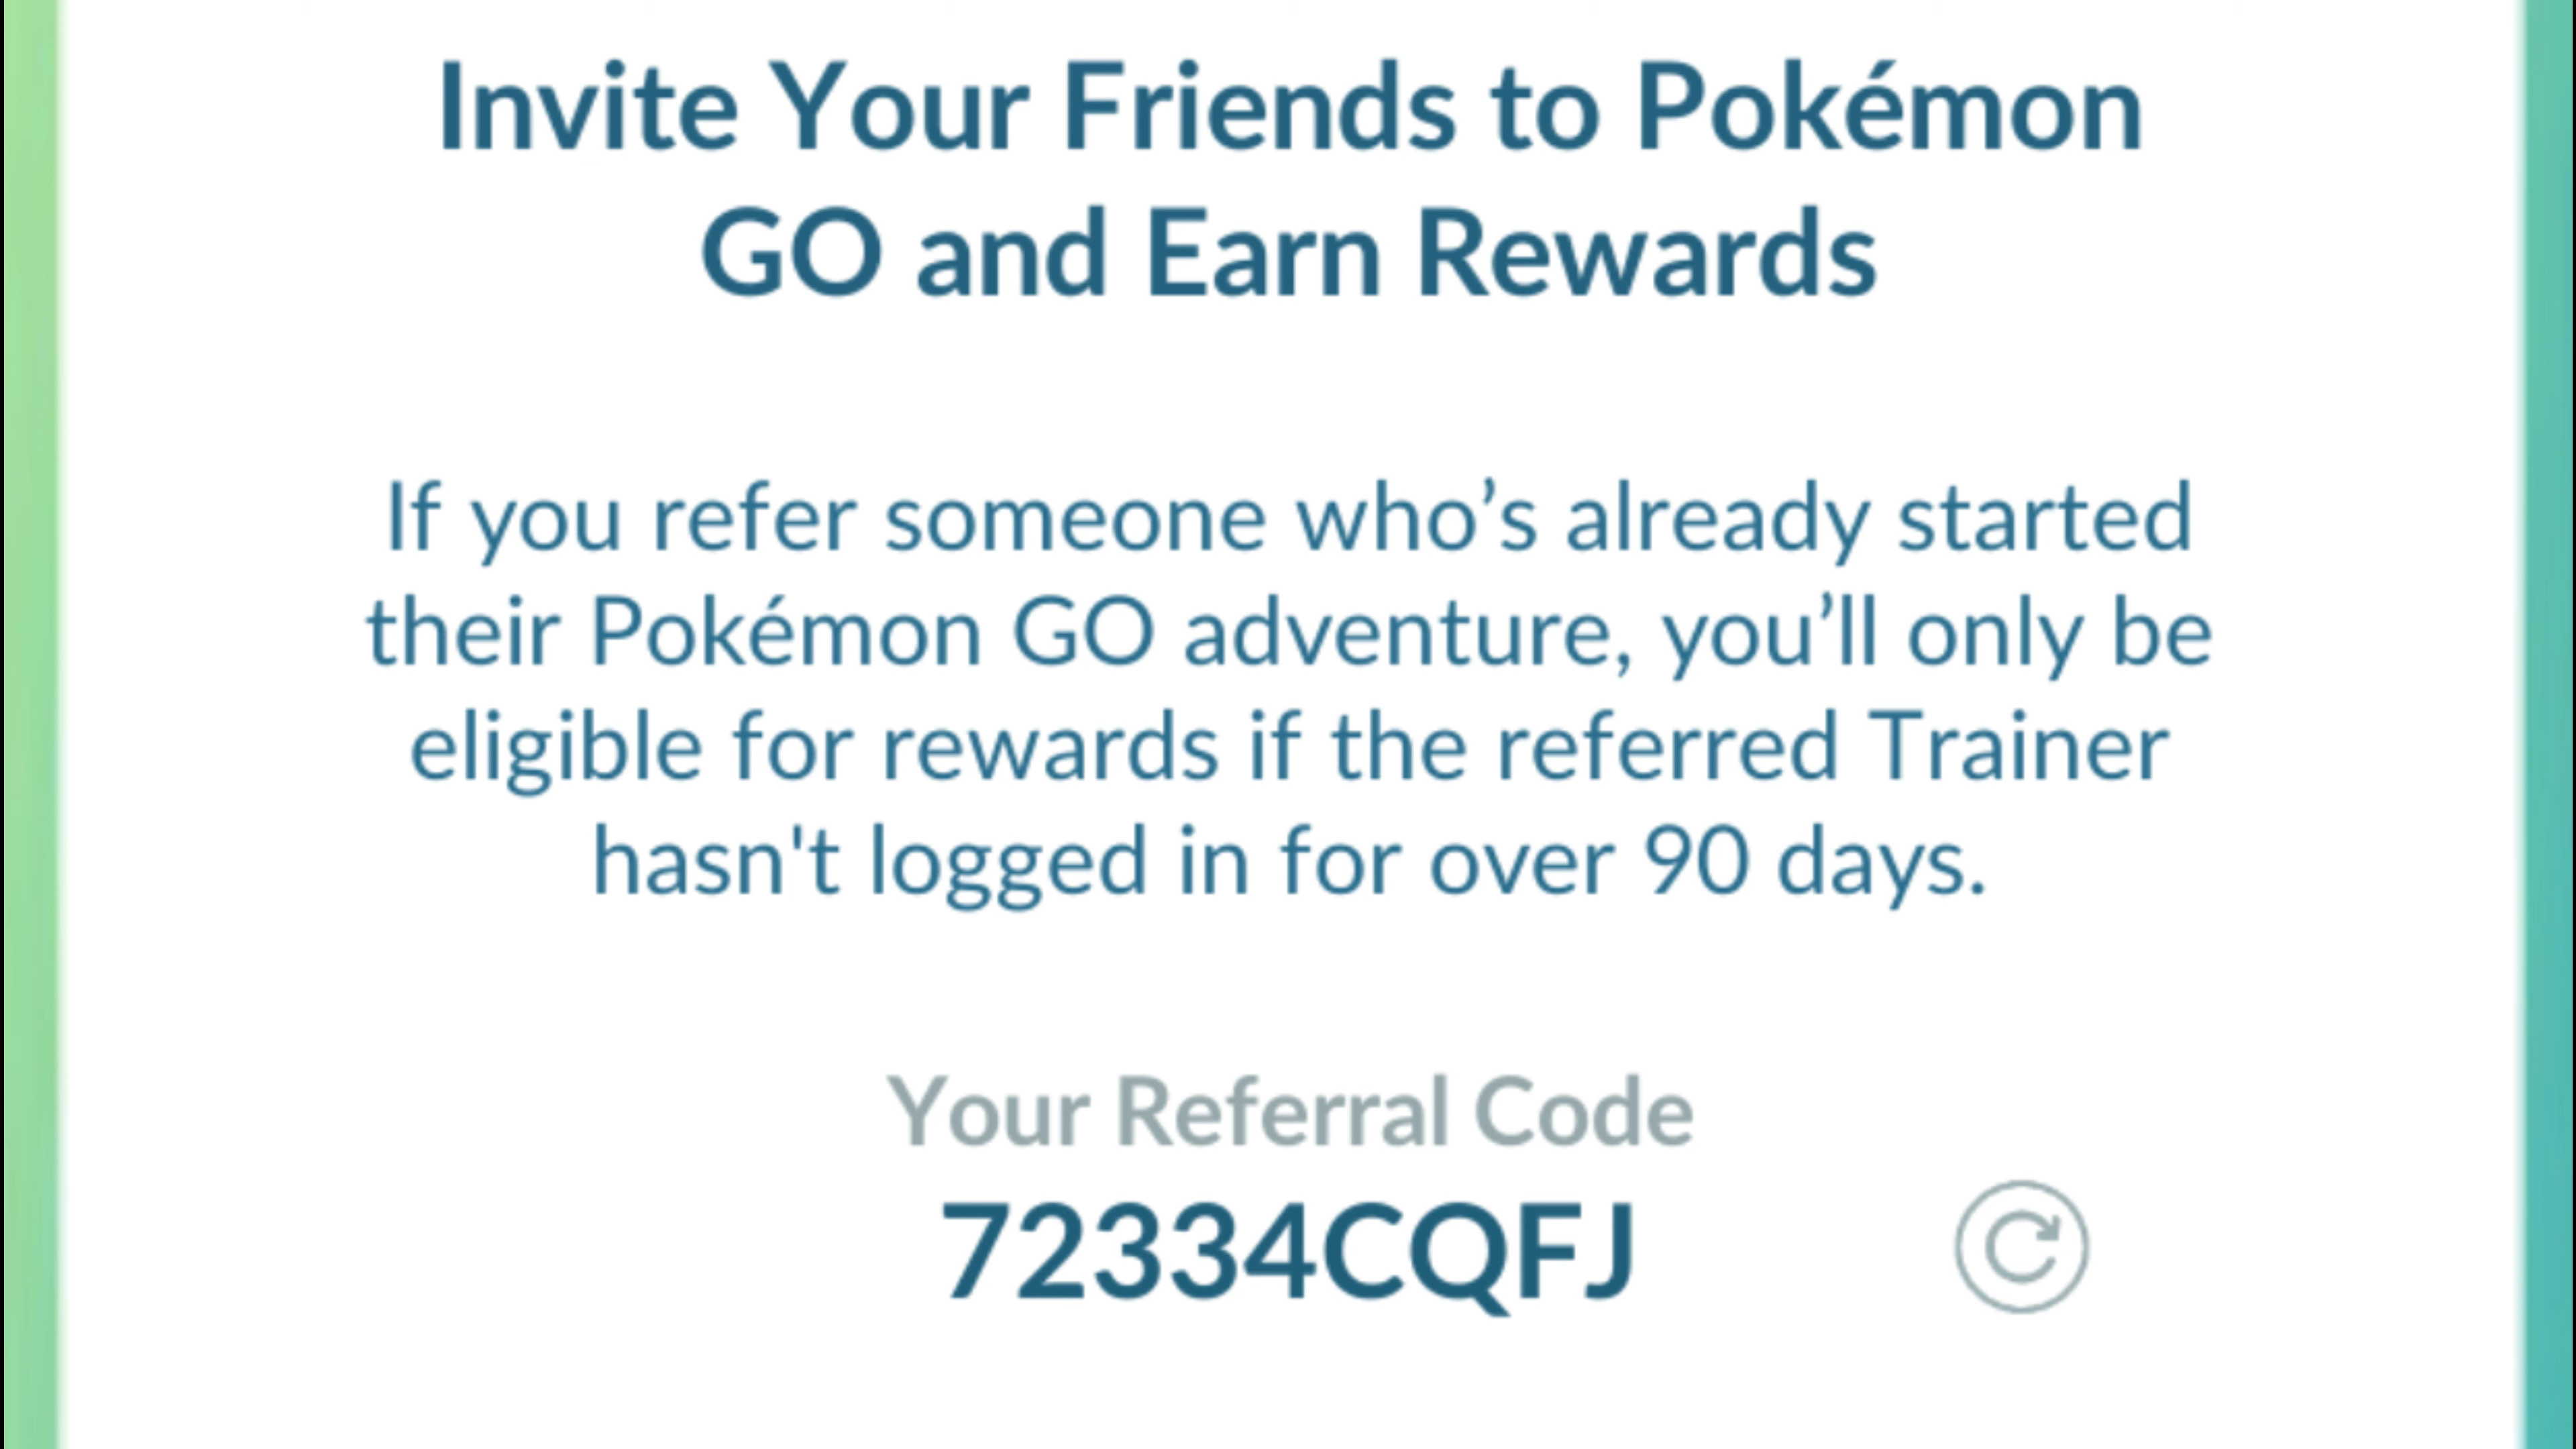 Invite Your Friends to Pokémon
GO and Earn Rewards
If you refer someone who’s already started
their Pokémon GO adventure, you’ll only be
eligible for rewards if the referred Trainer
hasn't logged in for over 90 days.
Your Referral Code
72334CQFJ